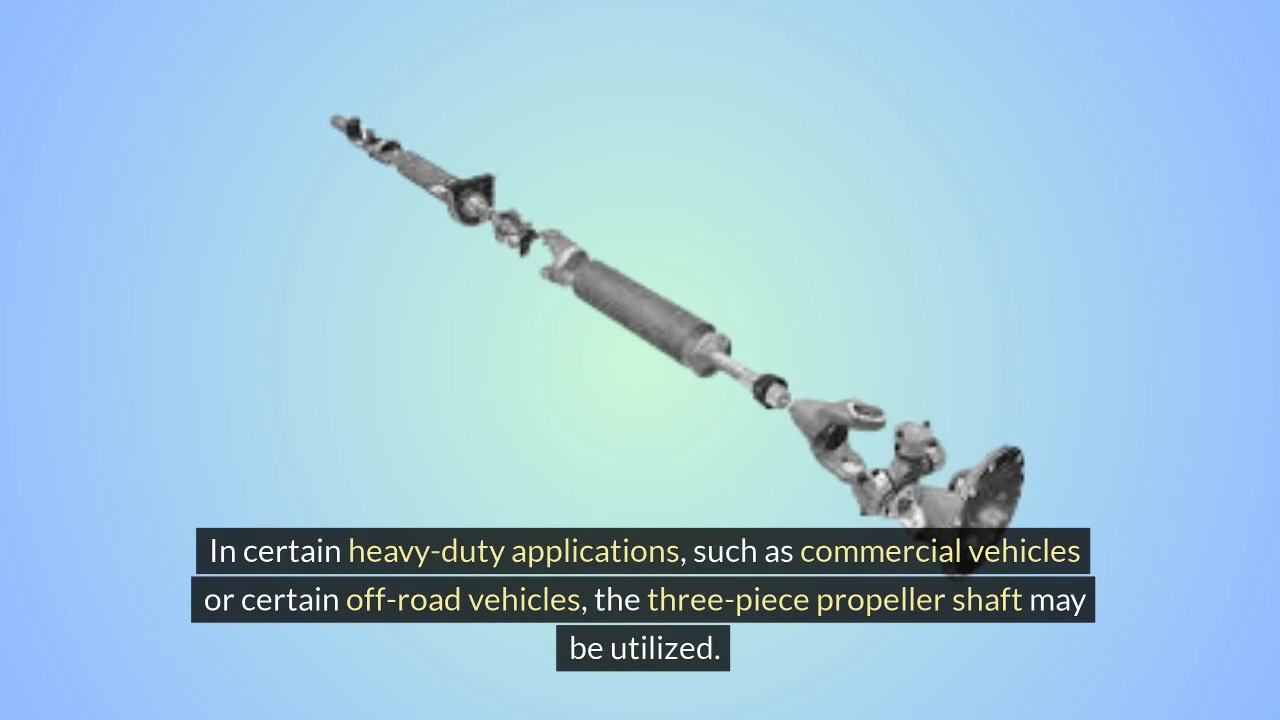 In certain heavy-duty applications, such as commercial vehicles
or certain off-road vehicles, the three-piece propeller shaft may
be utilized.